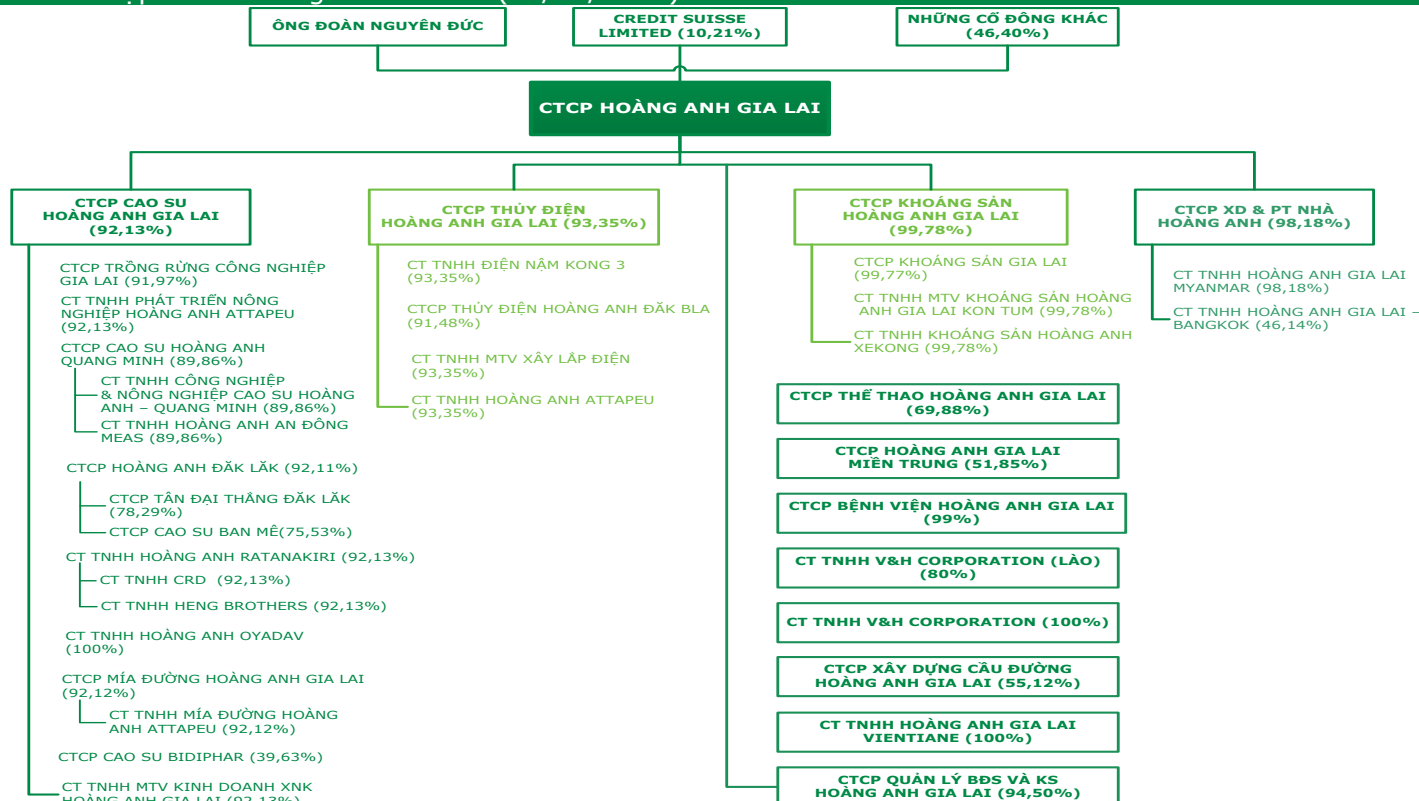 ÔNG ĐOÀN NGUYÊN ĐỨC
CREDIT SUISSE
LIMITED (10,21%)
NHỮNG CỔ ĐÔNG KHÁC
(46,40%)
CTCP HOÀNG ANH GIA LAI
CTCP CAO SU
HOÀNG ANH GIA LAI
(92,13%)
CTCP TRỒNG RỪNG CÔNG NGHIỆP
GIA LAI (91,97%)
CT TNHH PHÁT TRIỂN NÔNG
NGHIỆP HOÀNG ANH ATTAPEU
(92,13%)
CTCP CAO SU HOÀNG ANH
QUANG MINH (89,86%)
CT TNHH CÔNG NGHIỆP
& NÔNG NGHIỆP CAO SU HOÀNG
ANH – QUANG MINH (89,86%)
CT TNHH HOÀNG ANH AN ĐÔNG
MEAS (89,86%)
CTCP HOÀNG ANH ĐĂK LĂK (92,11%)
CTCP TÂN ĐẠI THẮNG ĐĂK LĂK
(78,29%)
CTCP CAO SU BAN MÊ(75,53%)
CT TNHH HOÀNG ANH RATANAKIRI (92,13%)
CT TNHH CRD (92,13%)
CT TNHH HENG BROTHERS (92,13%)
CT TNHH HOÀNG ANH OYADAV
(100%)
CTCP MÍA ĐƯỜNG HOÀNG ANH GIA LAI
(92,12%)
CT TNHH MÍA ĐƯỜNG HOÀNG
ANH ATTAPEU (92,12%)
CTCP CAO SU BIDIPHAR (39,63%)
CT TNHH MTV KINH DOANH XNK
HOÀNG ANH GIA LAI (92,13%)
CTCP THỦY ĐIỆN
HOÀNG ANH GIA LAI (93,35%)
CT TNHH ĐIỆN NẬM KONG 3
(93,35%)
CTCP THỦY ĐIỆN HOÀNG ANH ĐĂK BLA
(91,48%)
CT TNHH MTV XÂY LẮP ĐIỆN
(93,35%)
CT TNHH HOÀNG ANH ATTAPEU
(93,35%)
CTCP KHOÁNG SẢN
HOÀNG ANH GIA LAI
(99,78%)
CTCP KHOÁNG SẢN GIA LAI
(99,77%)
CT TNHH MTV KHOÁNG SẢN HOÀNG
ANH GIA LAI KON TUM (99,78%)
CT TNHH KHOÁNG SẢN HOÀNG ANH
XEKONG (99,78%)
CTCP XD & PT NHÀ
HOÀNG ANH (98,18%)
CT TNHH HOÀNG ANH GIA LAI
MYANMAR (98,18%)
CT TNHH HOÀNG ANH GIA LAI –
BANGKOK (46,14%)
CTCP THỂ THAO HOÀNG ANH GIA LAI
(69,88%)
CTCP HOÀNG ANH GIA LAI
MIỀN TRUNG (51,85%)
CTCP BỆNH VIỆN HOÀNG ANH GIA LAI
(99%)
CT TNHH V&H CORPORATION (LÀO)
(80%)
CT TNHH V&H CORPORATION (100%)
CTCP XÂY DỰNG CẦU ĐƯỜNG
HOÀNG ANH GIA LAI (55,12%)
CT TNHH HOÀNG ANH GIA LAI
VIENTIANE (100%)
CTCP QUẢN LÝ BĐS VÀ KS
HOÀNG ANH GIA LAI (94,50%)